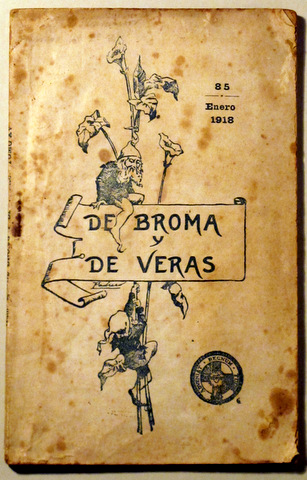 85
Enero
1918
DE BROMA
y
DE VERAS